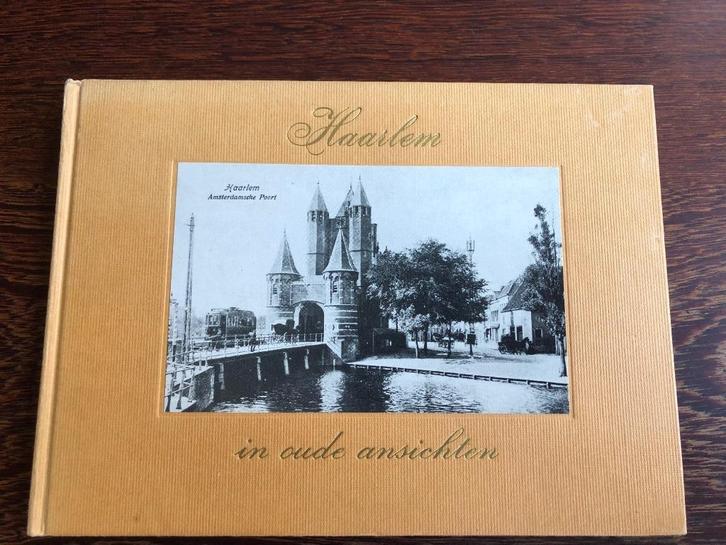 Haarlem
Haarlem
Amsterdamsche Poort
in oude ansichten